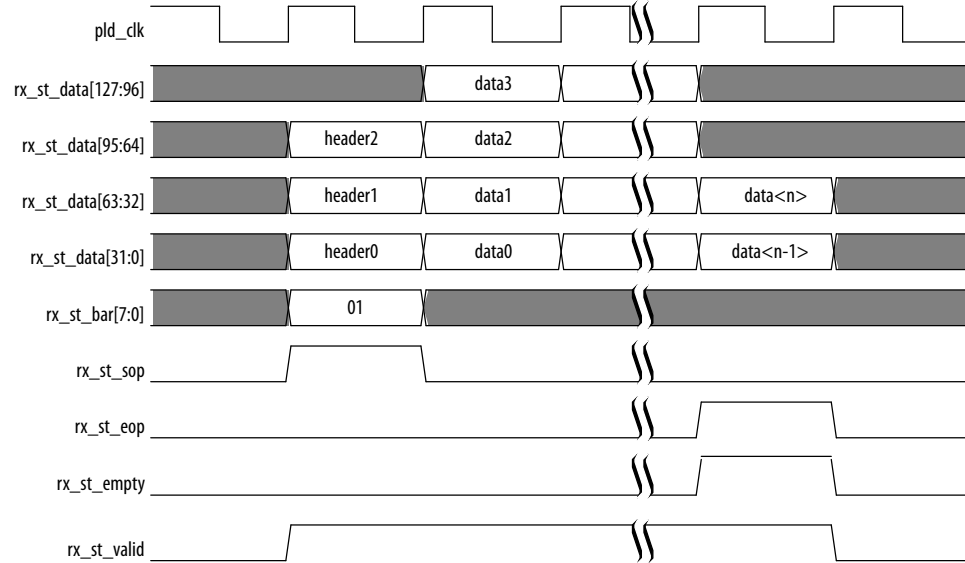 pld_clk
rx_st_data[127:96] data3
rx_st_data[95:64] header2 data2
rx_st_data[63:32] header1 data1 data<n>
rx_st_data[31:0] header0 data0 data<n-1>
rx_st_bar[7:0] 01
rx_st_sop
rx_st_eop
rx_st_empty
rx_st_valid